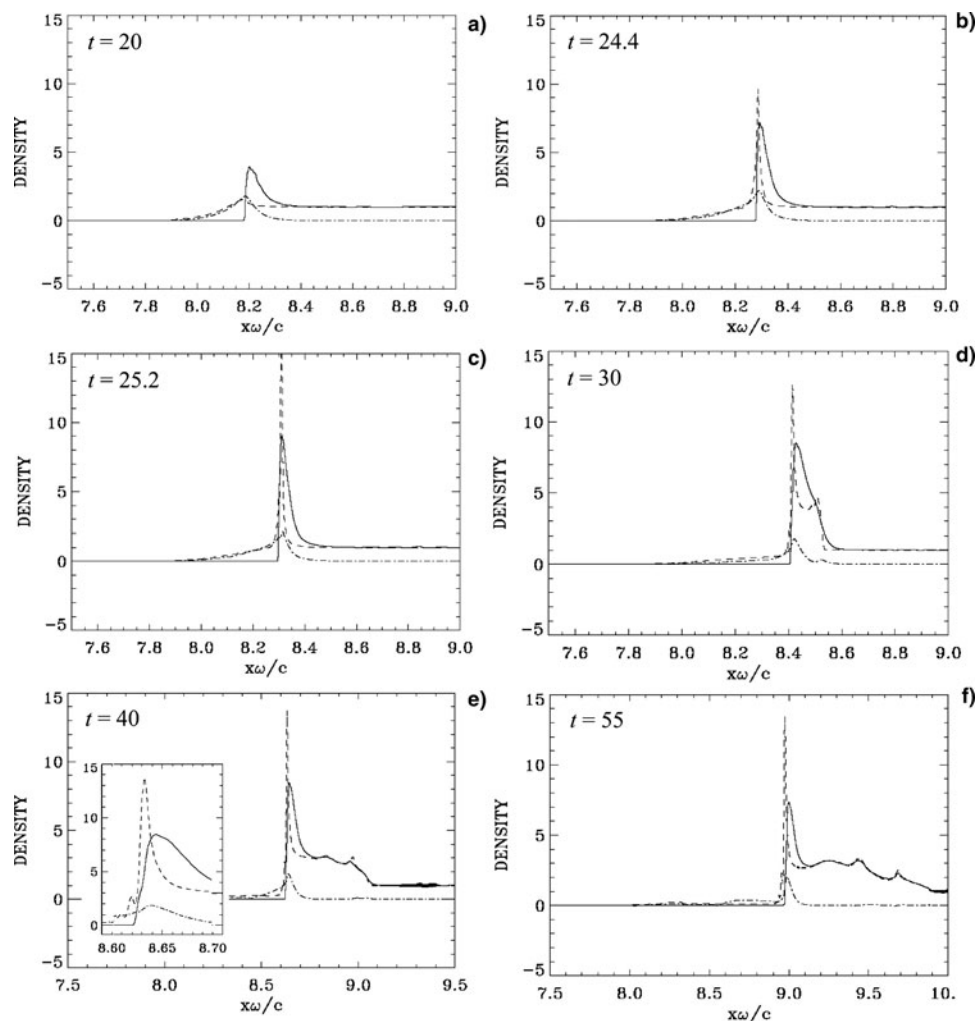 a)
t = 20
15
10
5
0
−5
DENSITY
7.6 7.8 8.0 8.2 8.4 8.6 8.8 9.0
xω/c
b)
t = 24.4
15
10
5
0
−5
DENSITY
7.6 7.8 8.0 8.2 8.4 8.6 8.8 9.0
xω/c
c)
t = 25.2
15
10
5
0
−5
DENSITY
7.6 7.8 8.0 8.2 8.4 8.6 8.8 9.0
xω/c
d)
t = 30
15
10
5
0
−5
DENSITY
7.6 7.8 8.0 8.2 8.4 8.6 8.8 9.0
xω/c
e)
t = 40
15
10
5
0
−5
DENSITY
15
10
5
0
8.60 8.65 8.70
7.5 8.0 8.5 9.0 9.5
xω/c
f)
t = 55
15
10
5
0
−5
DENSITY
7.5 8.0 8.5 9.0 9.5 10.
xω/c